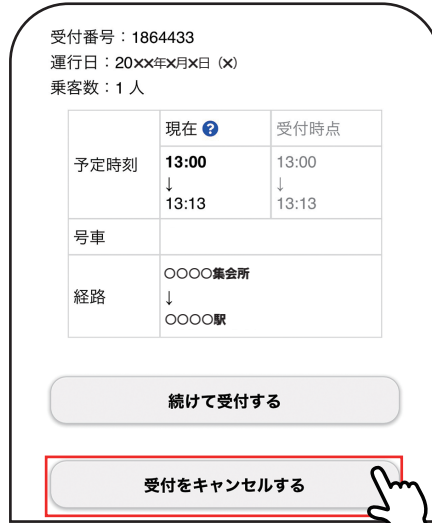 受付番号：1864433
運行日：20××年×月×日（×）
乗客数：1人
現在 ? 受付時点
予定時刻
13:00 13:00
↓ ↓
13:13 13:13
号車
経路
○○○○集会所
↓
○○○○駅
続けて受付する
受付をキャンセルする